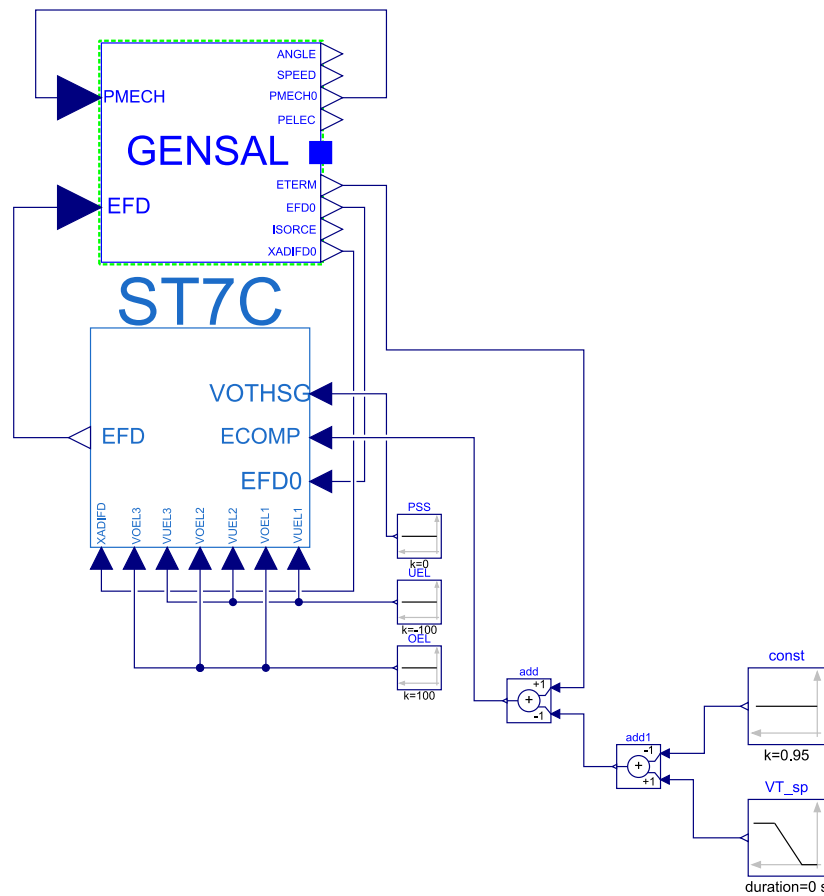 ANGLE
SPEED
PMECH
PMECH0
PELEC
GENSAL
ETERM
EFD
EFD0
ISORCE
XADIFD0
ST7C
VOTHSG
EFD
ECOMP
EFD0
XADIFD
VOEL3
VUEL3
VOEL2
VUEL2
VOEL1
VUEL1
PSS
k=0
UEL
k=-100
OEL
k=100
add
+1
+
-1
add1
-1
+
+1
const
k=0.95
VT_sp
duration=0 s